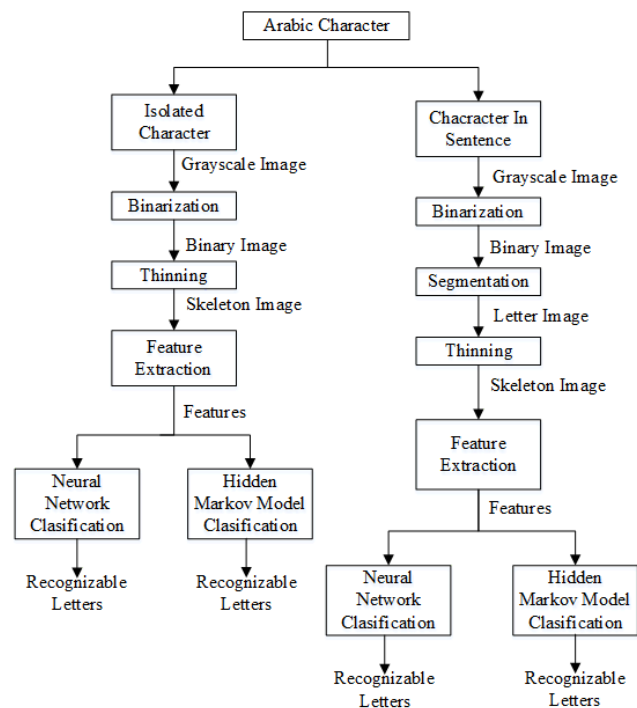 Arabic Character
Isolated
Character
Grayscale Image
Binarization
Binary Image
Thinning
Skeleton Image
Feature
Extraction
Features
Neural
Network
Clasification
Hidden
Markov Model
Clasification
Recognizable
Letters
Recognizable
Letters
Chacracter In
Sentence
Grayscale Image
Binarization
Binary Image
Segmentation
Letter Image
Thinning
Skeleton Image
Feature
Extraction
Features
Neural
Network
Clasification
Hidden
Markov Model
Clasification
Recognizable
Letters
Recognizable
Letters